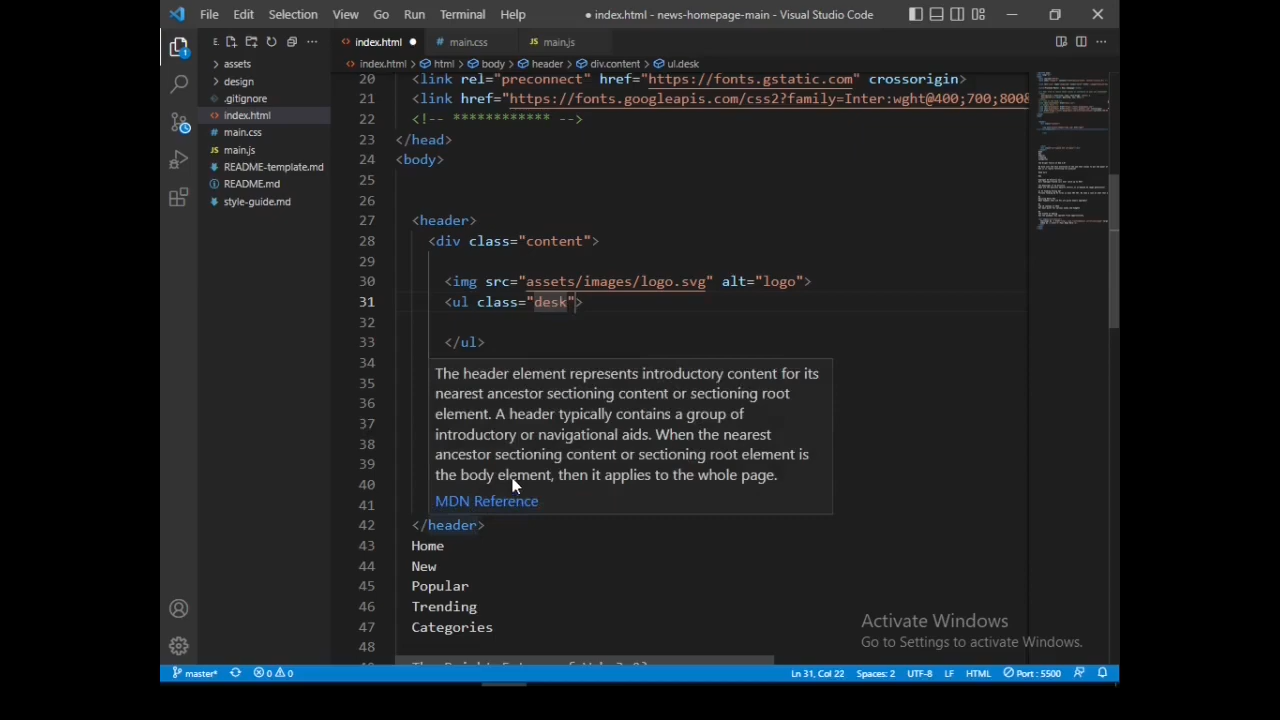 File Edit Selection View Go Run Terminal Help
● index.html - news-homepage-main - Visual Studio Code
E.
index.html ●
main.css
main.js
index.html > html > body > header > div.content > ul.desk
assets
design
.gitignore
index.html
main.css
main.js
README-template.md
README.md
style-guide.md
20 <link rel="preconnect" href="https://fonts.gstatic.com" crossorigin>
21 <link href="https://fonts.googleapis.com/css2?family=Inter:wght@400;700;800&
22 <!-- ************ -->
23 </head>
24 <body>
25
26
27 <header>
28 <div class="content">
29
30 <img src="assets/images/logo.svg" alt="logo">
31 <ul class="desk">
32
33 </ul>
34
35
36
37
38
39
40
41
The header element represents introductory content for its
nearest ancestor sectioning content or sectioning root
element. A header typically contains a group of
introductory or navigational aids. When the nearest
ancestor sectioning content or sectioning root element is
the body element, then it applies to the whole page.
MDN Reference
42 </header>
43 Home
44 New
45 Popular
46 Trending
47 Categories
48
Activate Windows
Go to Settings to activate Windows.
master*
0 0
Ln 31, Col 22 Spaces: 2 UTF-8 LF HTML Port : 5500